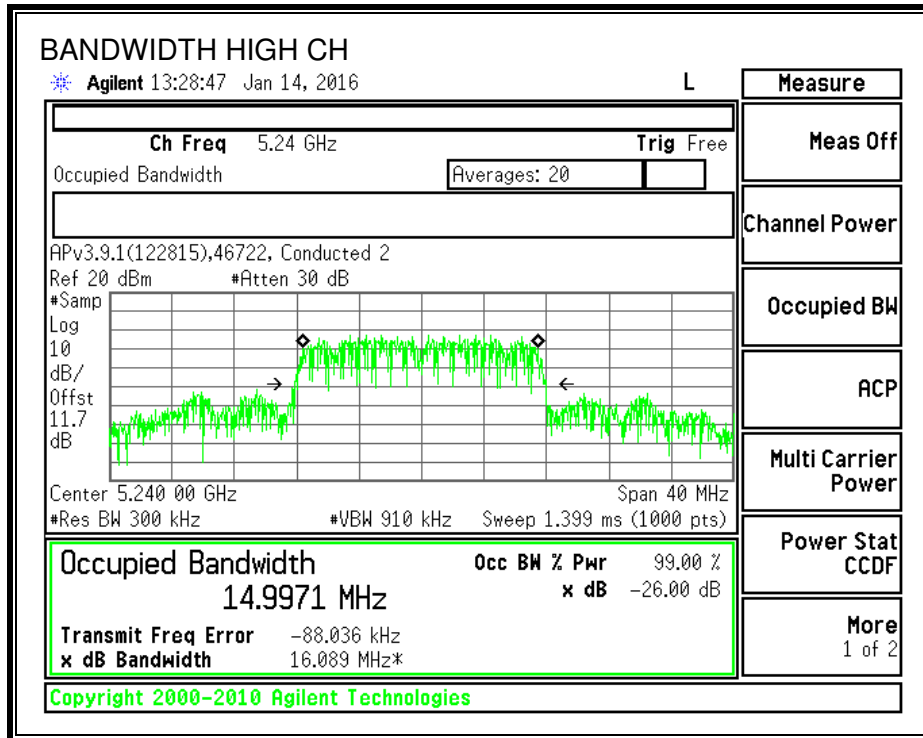 BANDWIDTH HIGH CH
Agilent 13:28:47 Jan 14, 2016 L
Measure
Ch Freq 5.24 GHz Trig Free
Occupied Bandwidth Averages: 20
APv3.9.1(122815),46722, Conducted 2
Ref 20 dBm #Atten 30 dB
#Samp
Log
10
dB/
Offst
11.7
dB
Center 5.240 00 GHz Span 40 MHz
#Res BW 300 kHz #VBW 910 kHz Sweep 1.399 ms (1000 pts)
Occupied Bandwidth Occ BW % Pwr 99.00 %
14.9971 MHz x dB -26.00 dB
Transmit Freq Error -88.036 kHz
x dB Bandwidth 16.089 MHz*
Copyright 2000-2010 Agilent Technologies
Meas Off
Channel Power
Occupied BW
ACP
Multi Carrier
Power
Power Stat
CCDF
More
1 of 2